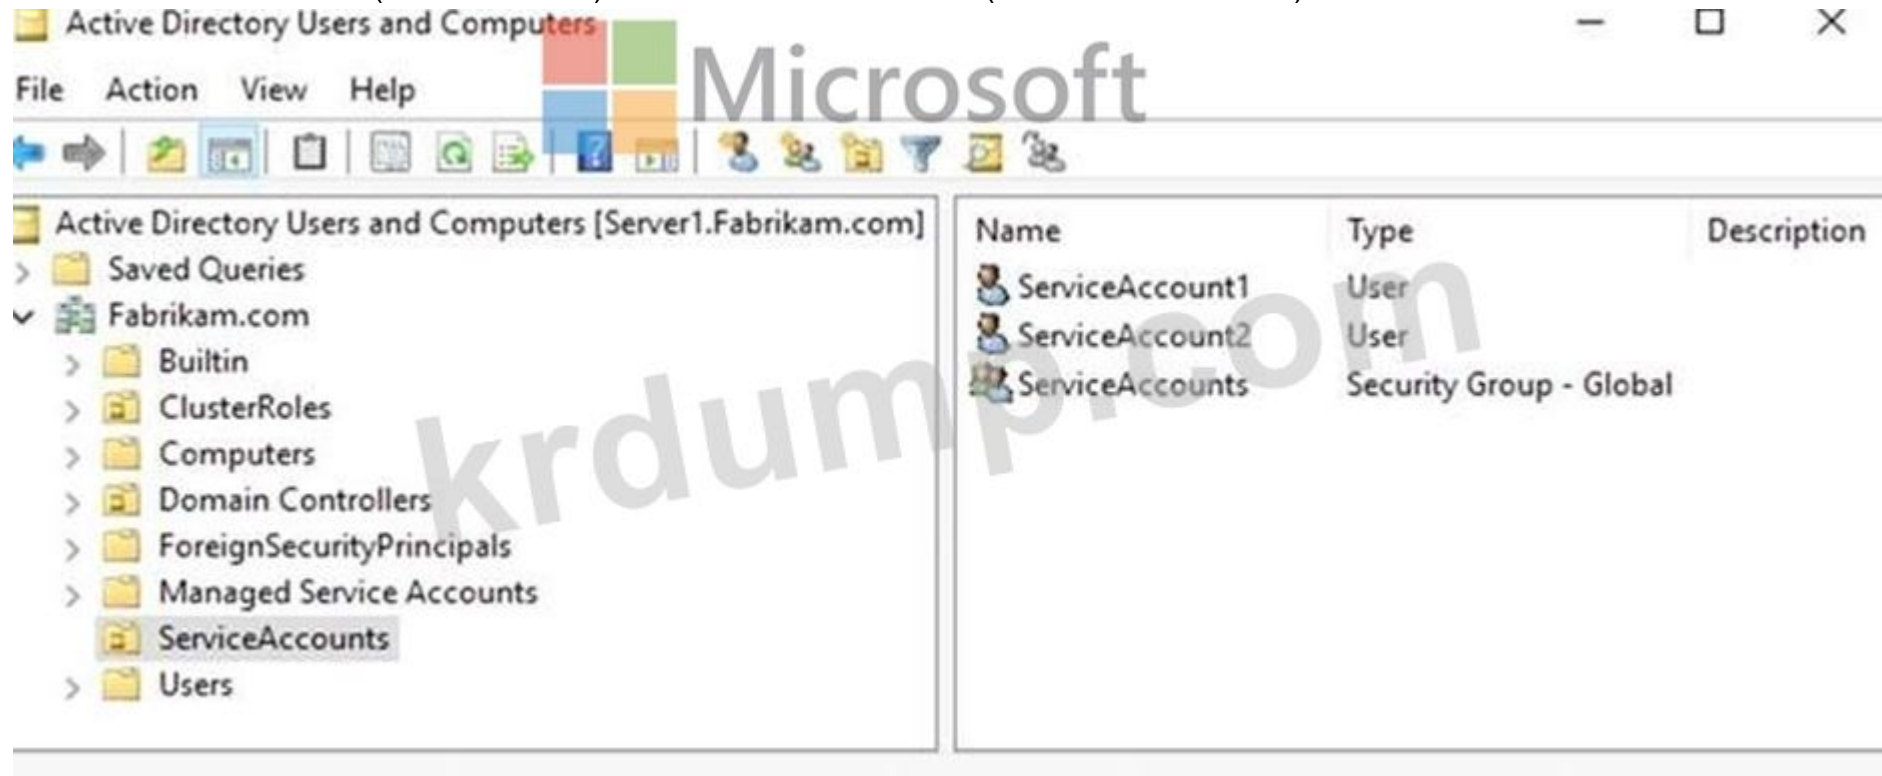 Active Directory Users and Computers
Microsoft
File Action View Help
Active Directory Users and Computers [Server1.Fabrikam.com]
Saved Queries
Fabrikam.com
Builtin
ClusterRoles
Computers
Domain Controllers
ForeignSecurityPrincipals
Managed Service Accounts
ServiceAccounts
Users
Name Type Description
ServiceAccount1 User
ServiceAccount2 User
ServiceAccounts Security Group - Global
krdump.com